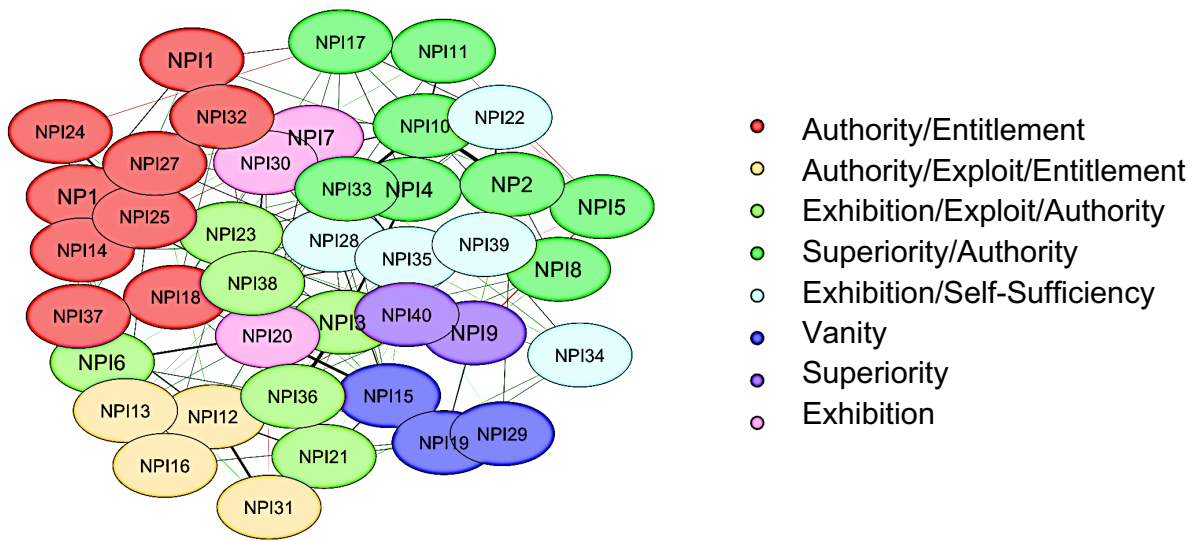 NPI17
NPI11
NPI1
NPI32
NPI22
NPI10
NPI24
NPI7
NPI27
NPI30
NP1
NPI33
NPI4
NP2
NPI5
NPI25
NPI14
NPI23
NPI28
NPI39
NPI35
NPI8
NPI38
NPI18
NPI37
NPI3
NPI40
NPI9
NPI20
NPI34
NPI6
NPI36
NPI15
NPI13
NPI12
NPI19
NPI29
NPI16
NPI21
NPI31
Authority/Entitlement
Authority/Exploit/Entitlement
Exhibition/Exploit/Authority
Superiority/Authority
Exhibition/Self-Sufficiency
Vanity
Superiority
Exhibition